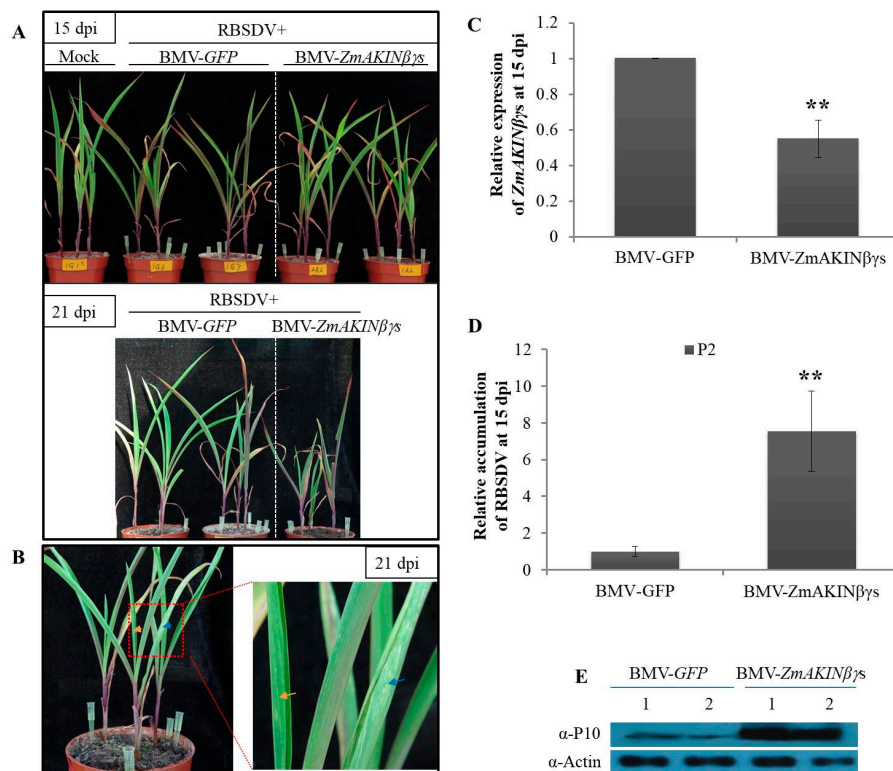 A
15 dpi
RBSDV+
Mock
BMV-GFP
BMV-ZmAKINβγs
1G6
1G7
21 dpi
RBSDV+
BMV-GFP
BMV-ZmAKINβγs
B
21 dpi
C
Relative expression
of ZmAKINβγs at 15 dpi
1.2
1
0.8
0.6
0.4
0.2
0
**
BMV-GFP
BMV-ZmAKINβγs
D
Relative accumulation
of RBSDV at 15 dpi
P2
12
10
8
6
4
2
0
**
BMV-GFP
BMV-ZmAKINβγs
E
BMV-GFP
BMV-ZmAKINβγs
1
2
1
2
α-P10
α-Actin